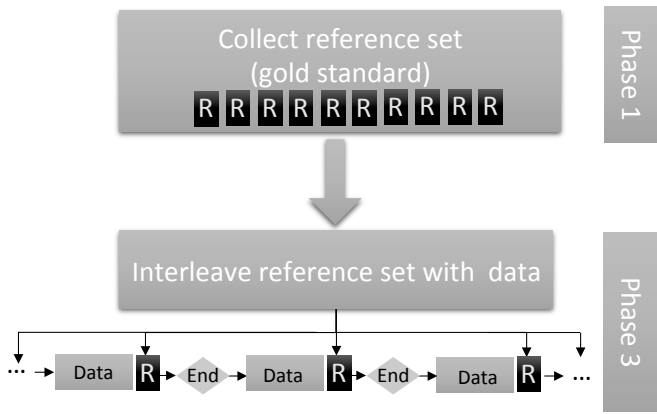 Collect reference set
(gold standard)
R R R R R R R R R R
Phase 1
Interleave reference set with data
Phase 3
... Data R End Data R End Data R ...